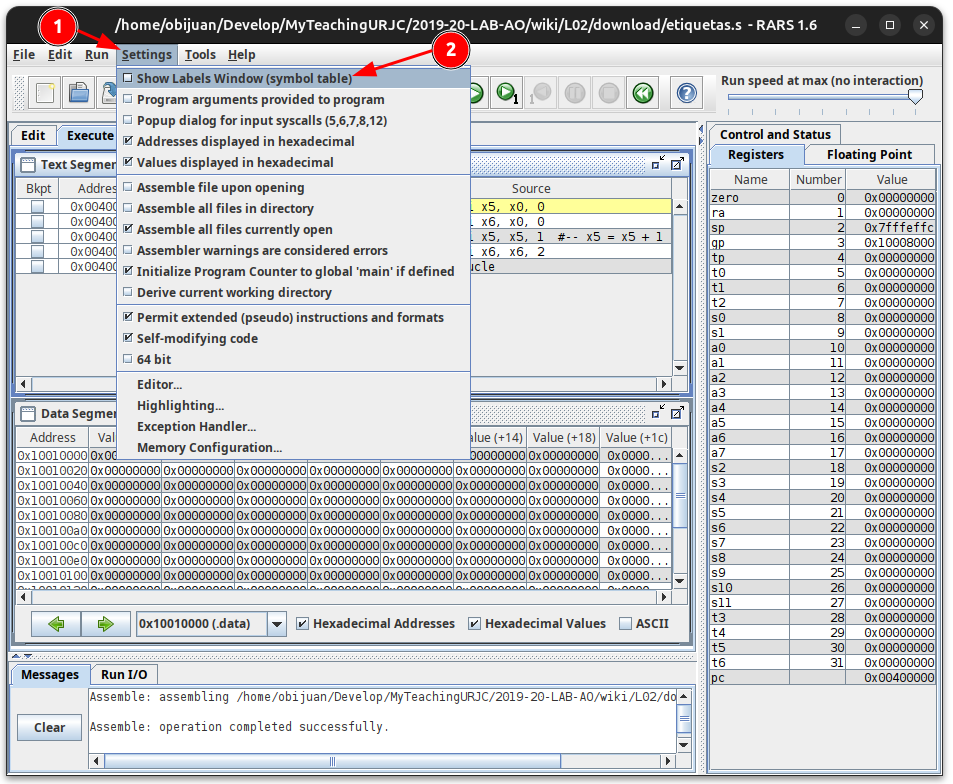 /home/obijuan/Develop/MyTeachingURJC/2019-20-LAB-AO/wiki/L02/download/etiquetas.s - RARS 1.6
1
2
File Edit Run Settings Tools Help
Show Labels Window (symbol table)
Program arguments provided to program
Popup dialog for input syscalls (5,6,7,8,12)
Addresses displayed in hexadecimal
Values displayed in hexadecimal
Assemble file upon opening
Assemble all files in directory
Assemble all files currently open
Assembler warnings are considered errors
Initialize Program Counter to global 'main' if defined
Derive current working directory
Permit extended (pseudo) instructions and formats
Self-modifying code
64 bit
Editor...
Highlighting...
Exception Handler...
Memory Configuration...
1
Run speed at max (no interaction)
Edit Execute
Text Segmen
Bkpt Addres Source
0x00400 x5, x0, 0
0x00400 x6, x0, 0
0x00400 x5, x5, 1 #-- x5 = x5 + 1
0x00400 x6, x6, 2
0x00400 cle
Data Segmen
Address Val alue (+14) Value (+18) Value (+1c)
0x10010000 0x00 0x00000000 0x00000000 0x0000...
0x10010020 0x00000000 0x00000000 0x00000000 0x00000000 0x00000000 0x00000000 0x00000000 0x0000...
0x10010040 0x00000000 0x00000000 0x00000000 0x00000000 0x00000000 0x00000000 0x00000000 0x0000...
0x10010060 0x00000000 0x00000000 0x00000000 0x00000000 0x00000000 0x00000000 0x00000000 0x0000...
0x10010080 0x00000000 0x00000000 0x00000000 0x00000000 0x00000000 0x00000000 0x00000000 0x0000...
0x100100a0 0x00000000 0x00000000 0x00000000 0x00000000 0x00000000 0x00000000 0x00000000 0x0000...
0x100100c0 0x00000000 0x00000000 0x00000000 0x00000000 0x00000000 0x00000000 0x00000000 0x0000...
0x100100e0 0x00000000 0x00000000 0x00000000 0x00000000 0x00000000 0x00000000 0x00000000 0x0000...
0x10010100 0x00000000 0x00000000 0x00000000 0x00000000 0x00000000 0x00000000 0x00000000 0x0000...
0x10010000 (.data) Hexadecimal Addresses Hexadecimal Values ASCII
Messages Run I/O
Assemble: assembling /home/obijuan/Develop/MyTeachingURJC/2019-20-LAB-AO/wiki/L02/do
Assemble: operation completed successfully.
Clear
Control and Status
Registers Floating Point
Name Number Value
zero 0 0x00000000
ra 1 0x00000000
sp 2 0x7fffeffc
gp 3 0x10008000
tp 4 0x00000000
t0 5 0x00000000
t1 6 0x00000000
t2 7 0x00000000
s0 8 0x00000000
s1 9 0x00000000
a0 10 0x00000000
a1 11 0x00000000
a2 12 0x00000000
a3 13 0x00000000
a4 14 0x00000000
a5 15 0x00000000
a6 16 0x00000000
a7 17 0x00000000
s2 18 0x00000000
s3 19 0x00000000
s4 20 0x00000000
s5 21 0x00000000
s6 22 0x00000000
s7 23 0x00000000
s8 24 0x00000000
s9 25 0x00000000
s10 26 0x00000000
s11 27 0x00000000
t3 28 0x00000000
t4 29 0x00000000
t5 30 0x00000000
t6 31 0x00000000
pc 0x00400000